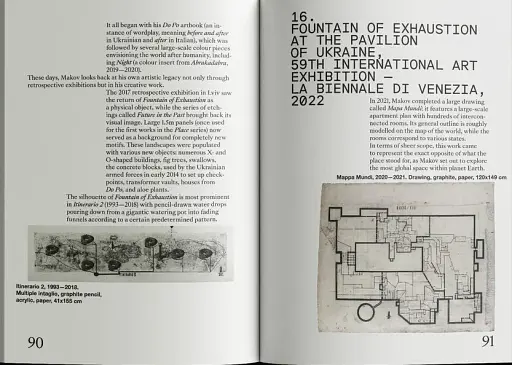 It all began with his Do Po artbook (an in-
stance of wordplay, meaning before and after
in Ukrainian and after in Italian), which was
followed by several large-scale colour pieces
envisioning the world after humanity, includ-
ing Night (a colour insert from Abrakadabra,
2019—2020).
These days, Makov looks back at his own artistic legacy not only through
retrospective exhibitions but in his creative work.
The 2017 retrospective exhibition in Lviv saw
the return of Fountain of Exhaustion as
a physical object, while the series of etch-
ings called Future in the Past brought back its
visual image. Large 1.5m panels (once used
for the first works in the Place series) now
served as a background for completely new
motifs. These landscapes were populated
with various new objects: numerous X- and
O-shaped buildings, fig trees, swallows,
the concrete blocks, used by the Ukrainian
armed forces in early 2014 to set up check-
points, transformer vaults, houses from
Do Po, and aloe plants.
The silhouette of Fountain of Exhaustion is most prominent
in Itinerario 2 (1993—2018) with pencil-drawn water drops
pouring down from a gigantic watering pot into fading
funnels according to a certain predetermined pattern.
Itinerario 2, 1993—2018.
Multiple intaglio, graphite pencil,
acrylic, paper, 41x155 cm
90
16.
FOUNTAIN OF EXHAUSTION
AT THE PAVILION
OF UKRAINE,
59TH INTERNATIONAL ART
EXHIBITION —
LA BIENNALE DI VENEZIA,
2022
In 2021, Makov completed a large drawing
called Mapa Mundi: it features a large-scale
apartment plan with hundreds of intercon-
nected rooms. Its general outline is roughly
modelled on the map of the world, while the
rooms correspond to various states.
In terms of sheer scope, this work came
to represent the exact opposite of what the
place stood for, as Makov set out to explore
the most global space within planet Earth.
Mappa Mundi, 2020—2021. Drawing, graphite, paper, 120x149 cm
91